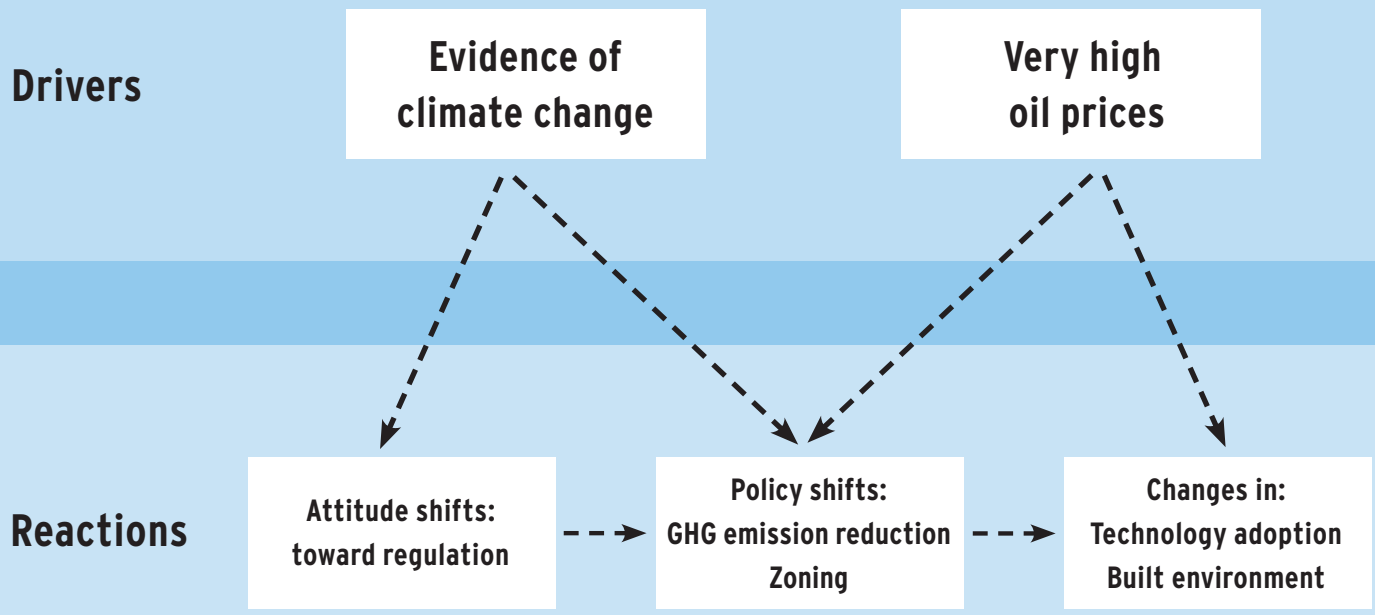 Drivers
Evidence of
climate change
Very high
oil prices
Reactions
Attitude shifts:
toward regulation
Policy shifts:
GHG emission reduction
Zoning
Changes in:
Technology adoption
Built environment